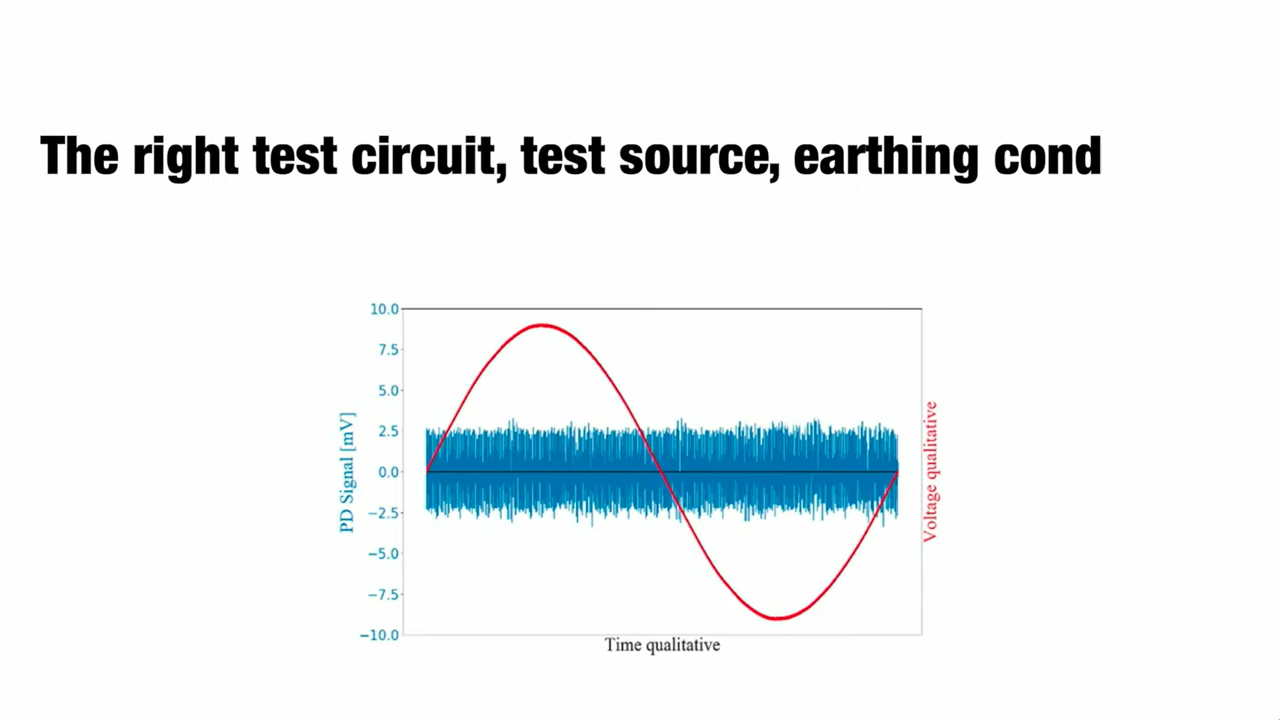 The right test circuit, test source, earthing cond
10.0
7.5
5.0
2.5
0.0
−2.5
−5.0
−7.5
−10.0
PD Signal [mV]
Voltage qualitative
Time qualitative